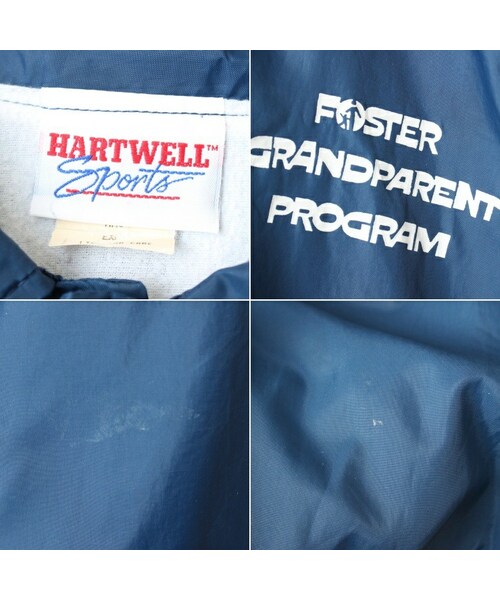 HARTWELL™
Sports
FOSTER
GRANDPARENT
PROGRAM